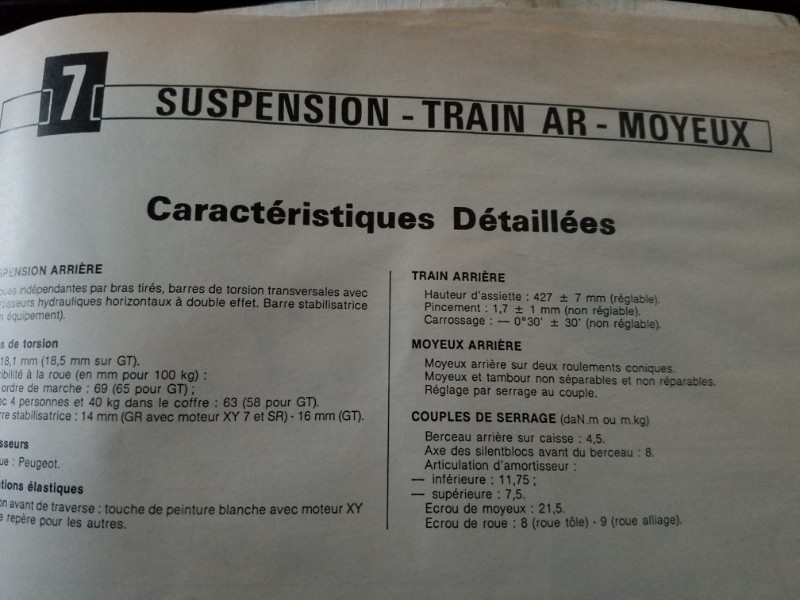 7
SUSPENSION - TRAIN AR - MOYEUX
Caractéristiques Détaillées
SPENSION ARRIÈRE
ques indépendantes par bras tirés, barres de torsion transversales avec
rtisseurs hydrauliques horizontaux à double effet. Barre stabilisatrice
n équipement).
s de torsion
18,1 mm (18,5 mm sur GT).
ibilité à la roue (en mm pour 100 kg) :
ordre de marche : 69 (65 pour GT) ;
ec 4 personnes et 40 kg dans le coffre : 63 (58 pour GT).
rre stabilisatrice : 14 mm (GR avec moteur XY 7 et SR) - 16 mm (GT).
sseurs
ue : Peugeot.
tions élastiques
on avant de traverse : touche de peinture blanche avec moteur XY
e repère pour les autres.
TRAIN ARRIÈRE
Hauteur d'assiette : 427 ± 7 mm (réglable).
Pincement : 1,7 ± 1 mm (non réglable).
Carrossage : — 0°30' ± 30' (non réglable).
MOYEUX ARRIÈRE
Moyeux arrière sur deux roulements coniques.
Moyeux et tambour non séparables et non réparables.
Réglage par serrage au couple.
COUPLES DE SERRAGE (daN.m ou m.kg)
Berceau arrière sur caisse : 4,5.
Axe des silentblocs avant du berceau : 8.
Articulation d'amortisseur :
— inférieure : 11,75 ;
— supérieure : 7,5.
Ecrou de moyeux : 21,5.
Ecrou de roue : 8 (roue tôle) - 9 (roue alliage).